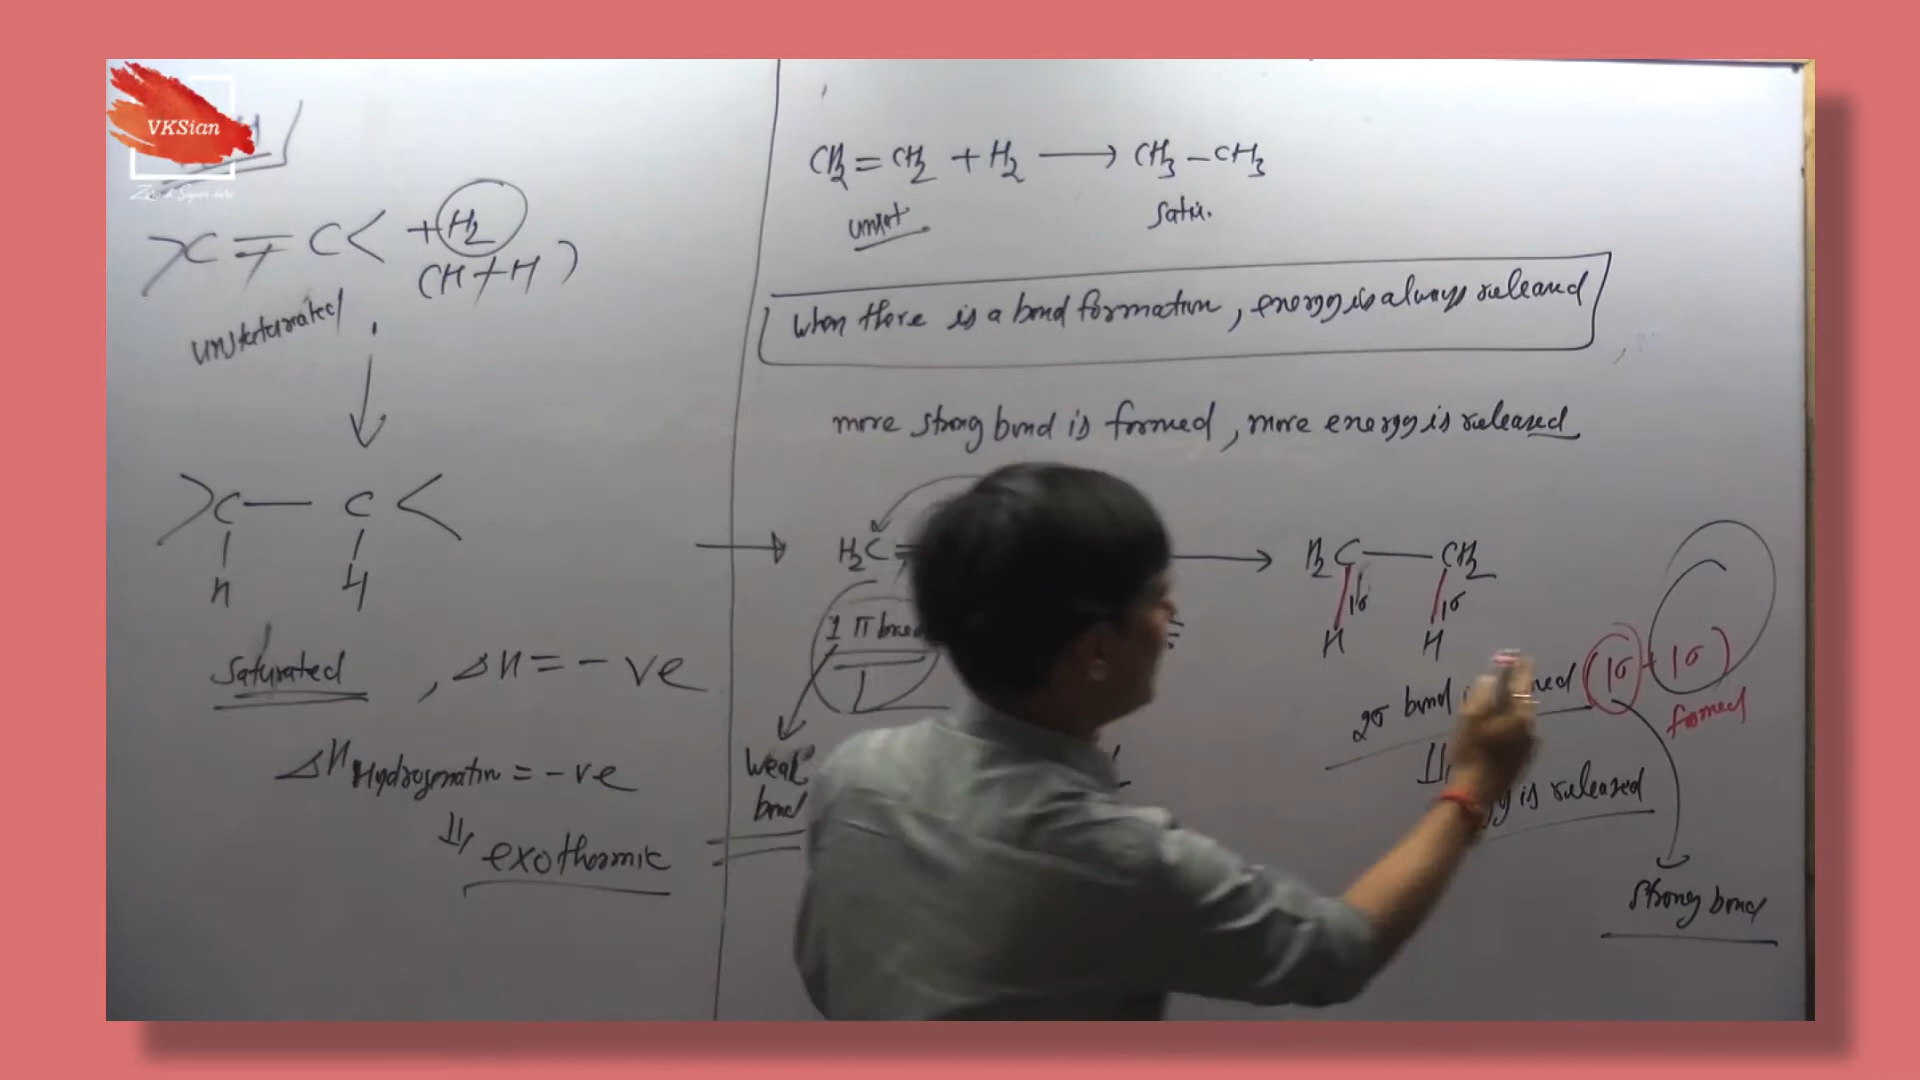 VKSian
>C=C< + H2
(H+H)
unsaturated
>C—C<
H H
Saturated, ΔH = -ve
ΔH Hydrogenatin = -ve
exothermic
CH2=CH2 + H2 → CH3-CH3
unsat
Satu.
When there is a bond formation, energy is always released
more strong bond is formed, more energy is released
→ H2C=
→ H2C—CH2
1σ 1σ
H H
1 π bond
weak
bond
2σ bond (1σ + 1σ)
formed
is released
strong bond